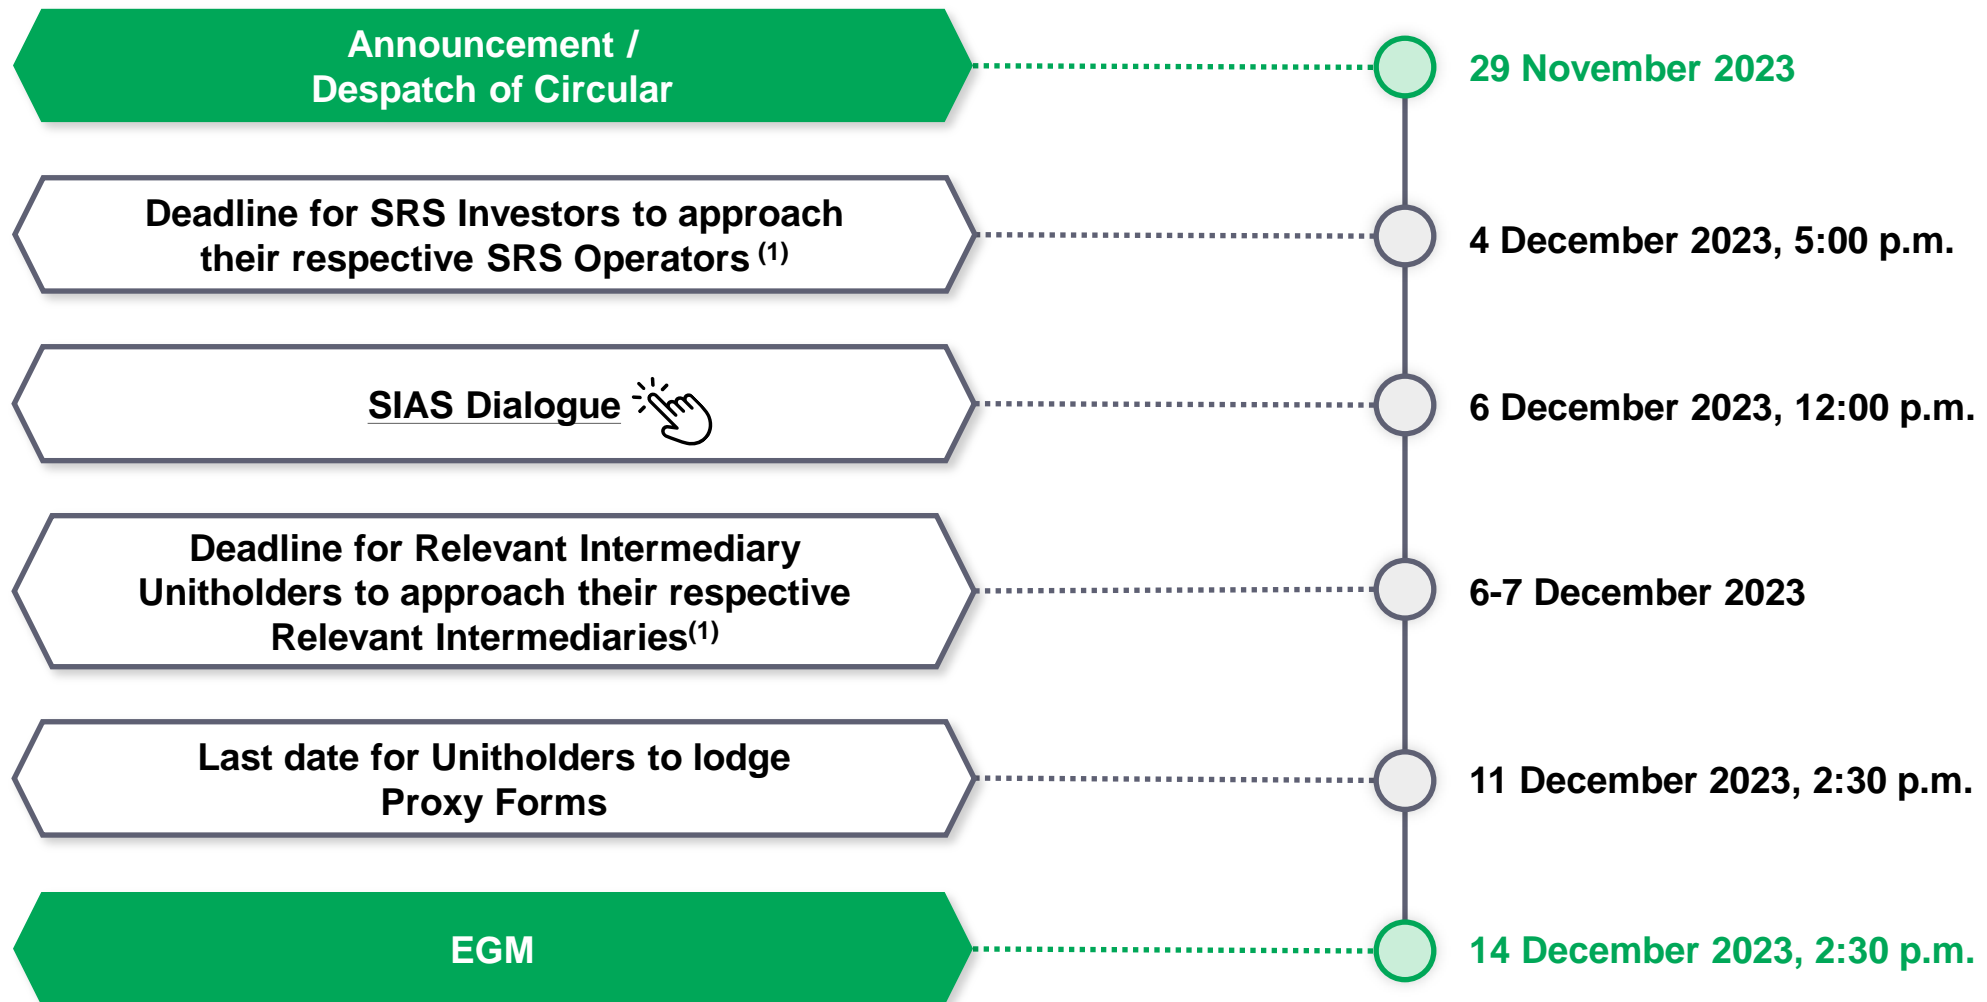 Announcement /
Despatch of Circular
29 November 2023
Deadline for SRS Investors to approach
their respective SRS Operators (1)
4 December 2023, 5:00 p.m.
SIAS Dialogue
6 December 2023, 12:00 p.m.
Deadline for Relevant Intermediary
Unitholders to approach their respective
Relevant Intermediaries(1)
6-7 December 2023
Last date for Unitholders to lodge
Proxy Forms
11 December 2023, 2:30 p.m.
EGM
14 December 2023, 2:30 p.m.